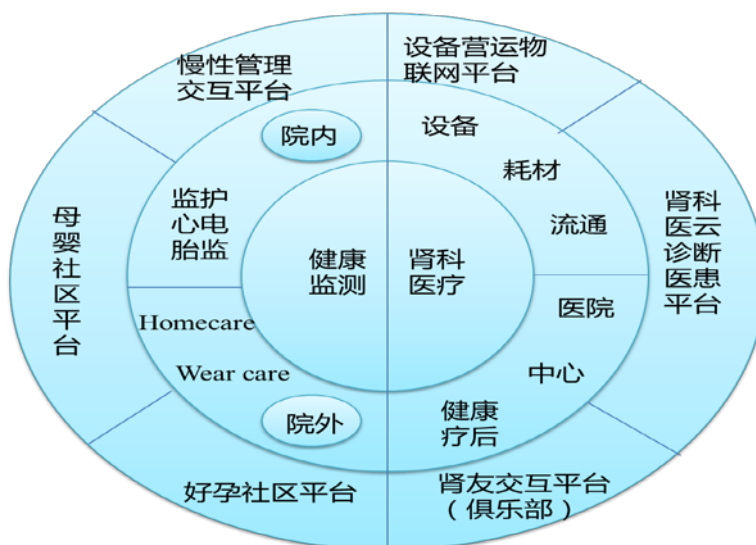 慢性管理
交互平台
设备营运物
联网平台
院内
设备
耗材
流通
监护
心电
胎监
母
婴
社
区
平
台
健康
监测
肾科
医疗
肾科
医云
诊断
医患
平台
Homecare
Wear care
院外
医院
中心
健康
疗后
好孕社区平台
肾友交互平台
（俱乐部）